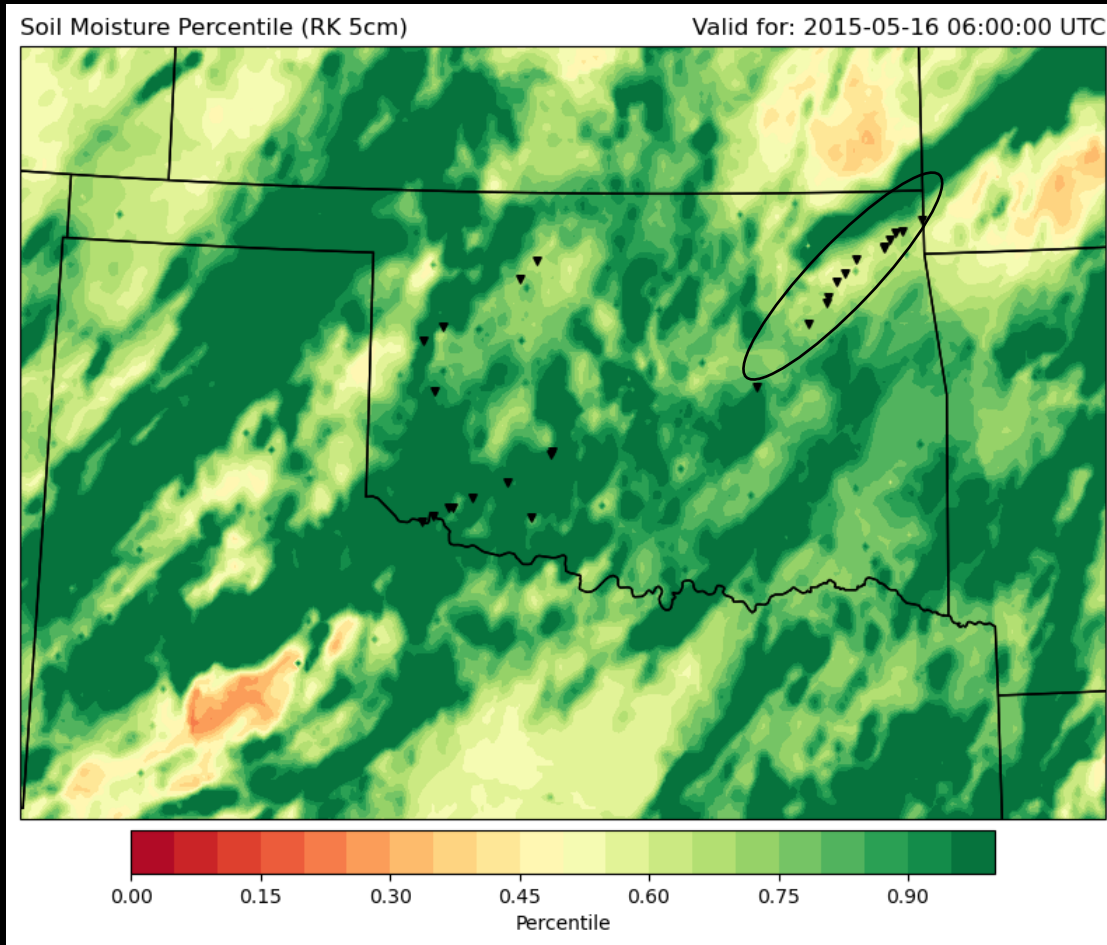 Soil Moisture Percentile (RK 5cm)
Valid for: 2015-05-16 06:00:00 UTC
0.00 0.15 0.30 0.45 0.60 0.75 0.90
Percentile